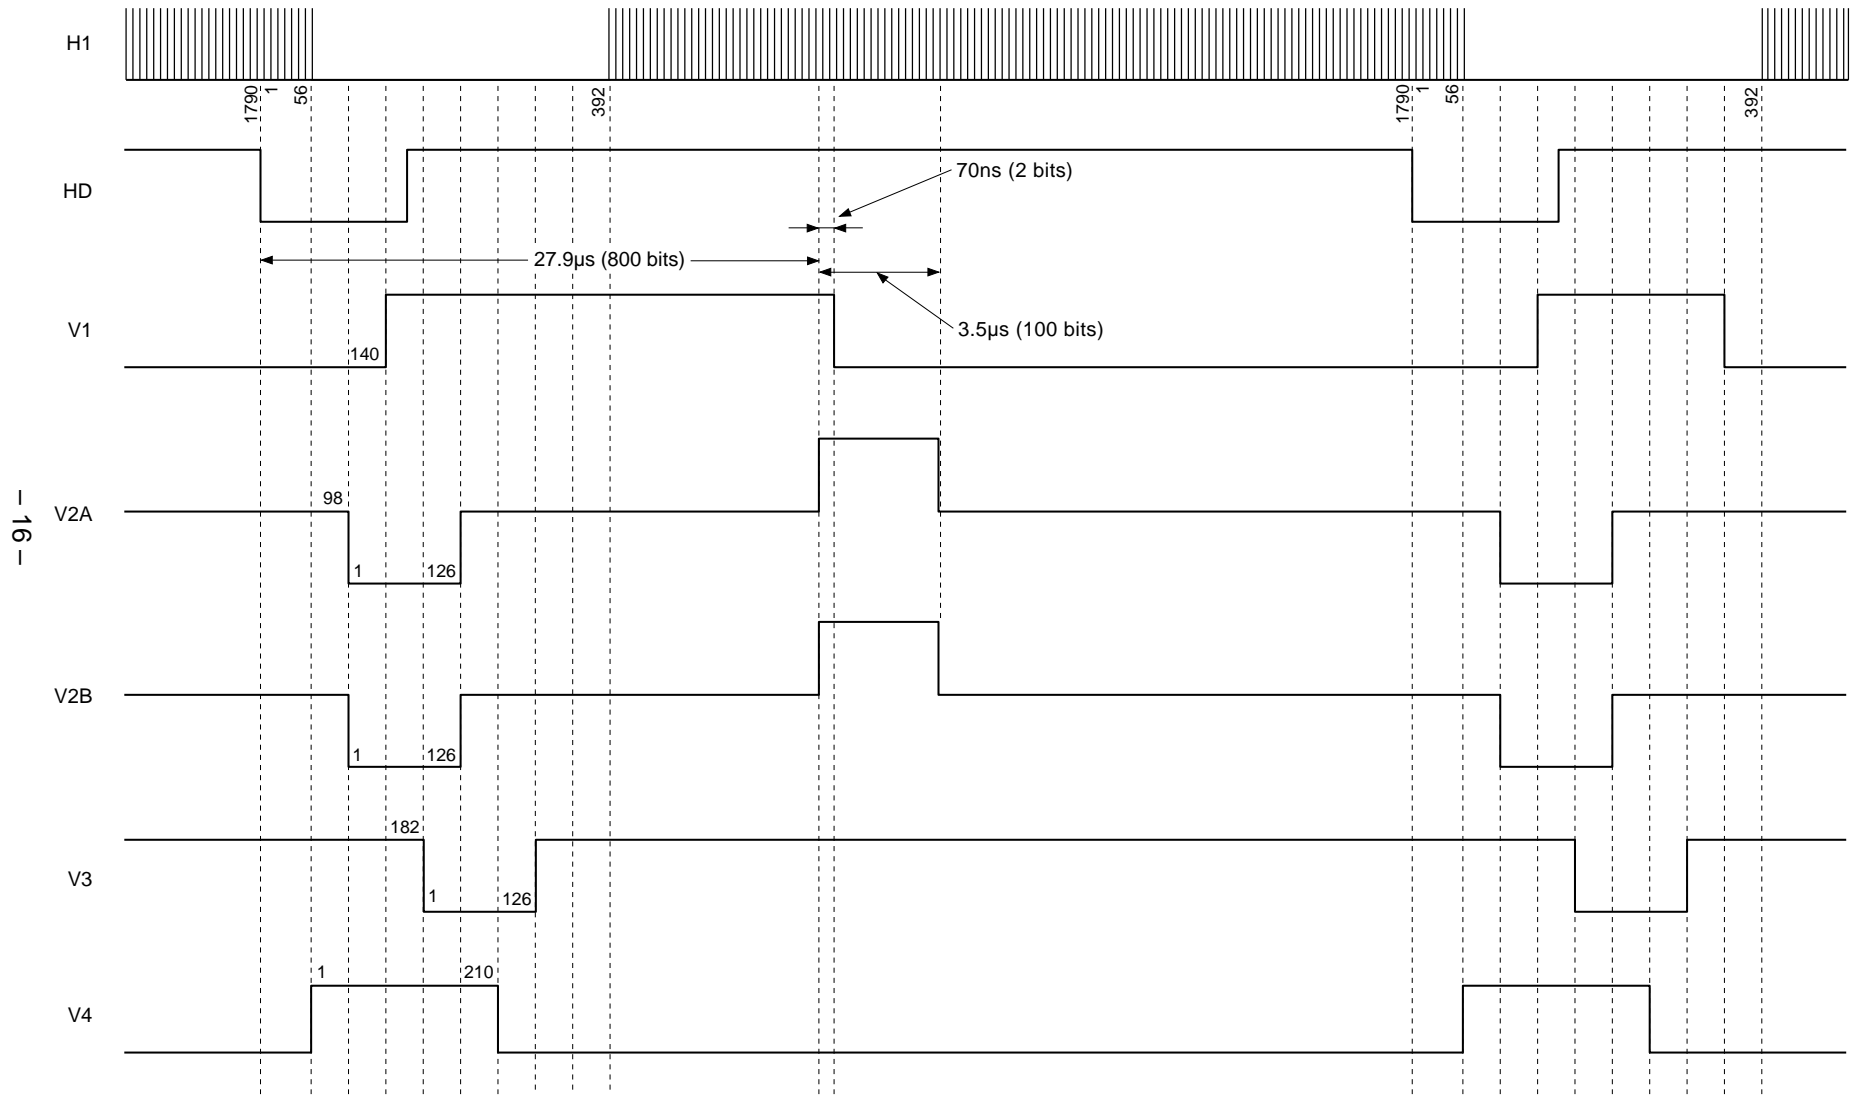 H1
1790
1
56
392
1790
1
56
392
HD
70ns (2 bits)
27.9µs (800 bits)
V1
140
3.5µs (100 bits)
– 16 –
V2A
98
1
126
V2B
1
126
V3
182
1
126
V4
1
210